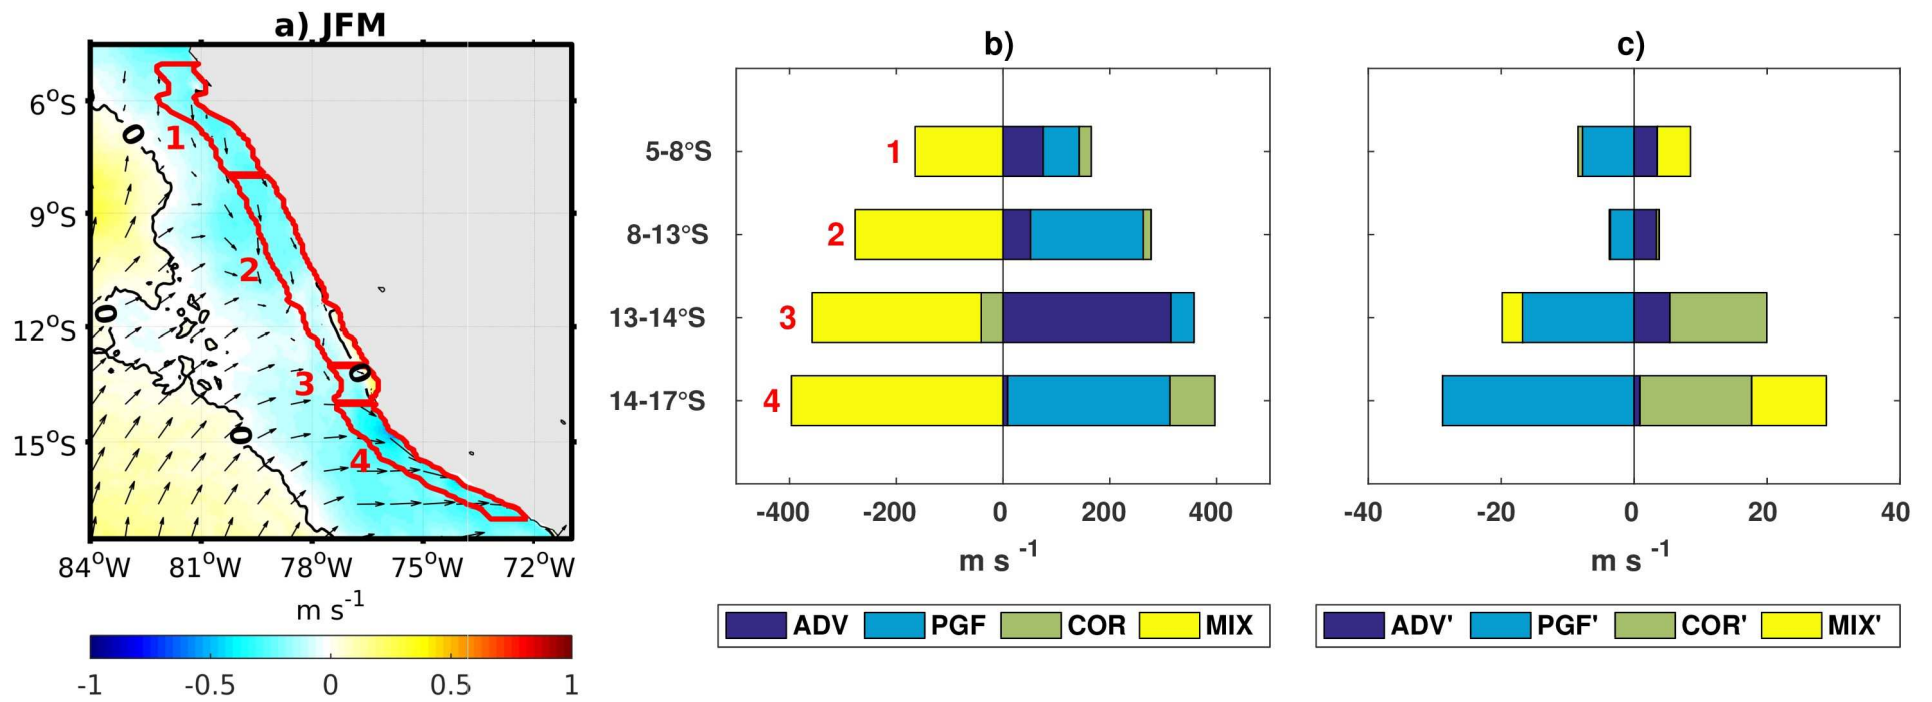 a) JFM
6°S
9°S
12°S
15°S
84°W 81°W 78°W 75°W 72°W
0
0
0
0
1
2
3
4
m s-1
-1 -0.5 0 0.5 1
b)
5-8°S
8-13°S
13-14°S
14-17°S
1
2
3
4
-400 -200 0 200 400
m s -1
ADV PGF COR MIX
c)
-40 -20 0 20 40
m s -1
ADV' PGF' COR' MIX'